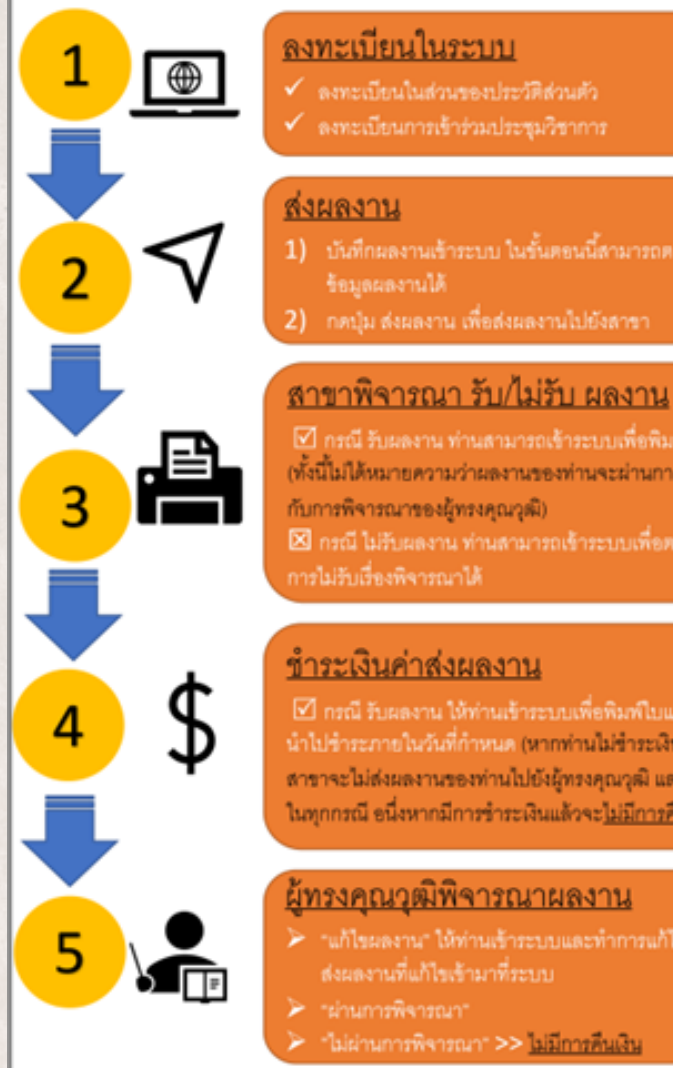 1
ลงทะเบียนในระบบ
✓ ลงทะเบียนในส่วนของประวัติส่วนตัว
✓ ลงทะเบียนการเข้าร่วมประชุมวิชาการ
2
ส่งผลงาน
1) บันทึกผลงานเข้าระบบ ในขั้นตอนนี้สามารถต
ข้อมูลผลงานได้
2) กดปุ่ม ส่งผลงาน เพื่อส่งผลงานไปยังสาขา
3
สาขาพิจารณา รับ/ไม่รับ ผลงาน
☑ กรณี รับผลงาน ท่านสามารถเข้าระบบเพื่อพิม
(ทั้งนี้ไม่ได้หมายความว่าผลงานของท่านจะผ่านกา
กับการพิจารณาของผู้ทรงคุณวุฒิ)
☒ กรณี ไม่รับผลงาน ท่านสามารถเข้าระบบเพื่อต
การไม่รับเรื่องพิจารณาได้
4
ชำระเงินค่าส่งผลงาน
☑ กรณี รับผลงาน ให้ท่านเข้าระบบเพื่อพิมพ์ใบแ
นำไปชำระภายในวันที่กำหนด (หากท่านไม่ชำระเงิ
สาขาจะไม่ส่งผลงานของท่านไปยังผู้ทรงคุณวุฒิ แล
ในทุกกรณี อนึ่งหากมีการชำระเงินแล้วจะไม่มีการคื
5
ผู้ทรงคุณวุฒิพิจารณาผลงาน
➢ "แก้ไขผลงาน" ให้ท่านเข้าระบบและทำการแก้ไ
ส่งผลงานที่แก้ไขเข้ามาที่ระบบ
➢ "ผ่านการพิจารณา"
➢ "ไม่ผ่านการพิจารณา" >> ไม่มีการคืนเงิน